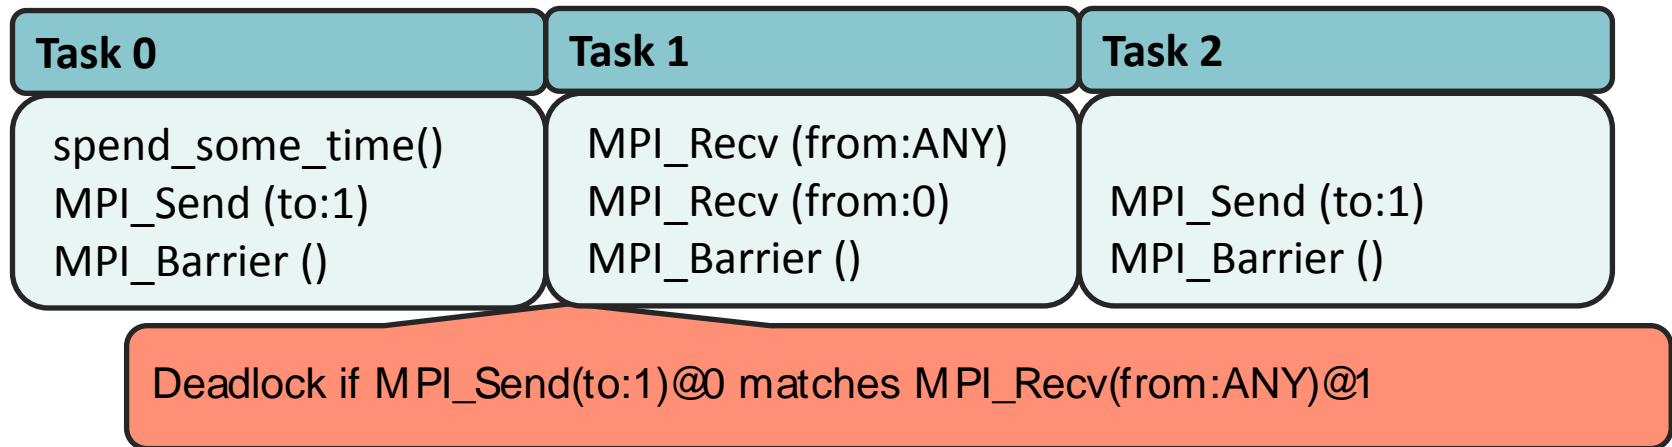 Task 0
Task 1
Task 2
spend_some_time()
MPI_Send (to:1)
MPI_Barrier ()
MPI_Recv (from:ANY)
MPI_Recv (from:0)
MPI_Barrier ()
MPI_Send (to:1)
MPI_Barrier ()
Deadlock if MPI_Send(to:1)@0 matches MPI_Recv(from:ANY)@1